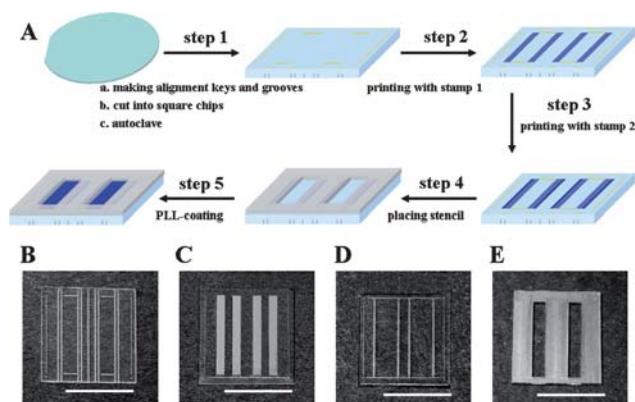 A
step 1
a. making alignment keys and grooves
b. cut into square chips
c. autoclave
step 2
printing with stamp 1
step 3
printing with stamp 2
step 4
placing stencil
step 5
PLL-coating
B
C
D
E